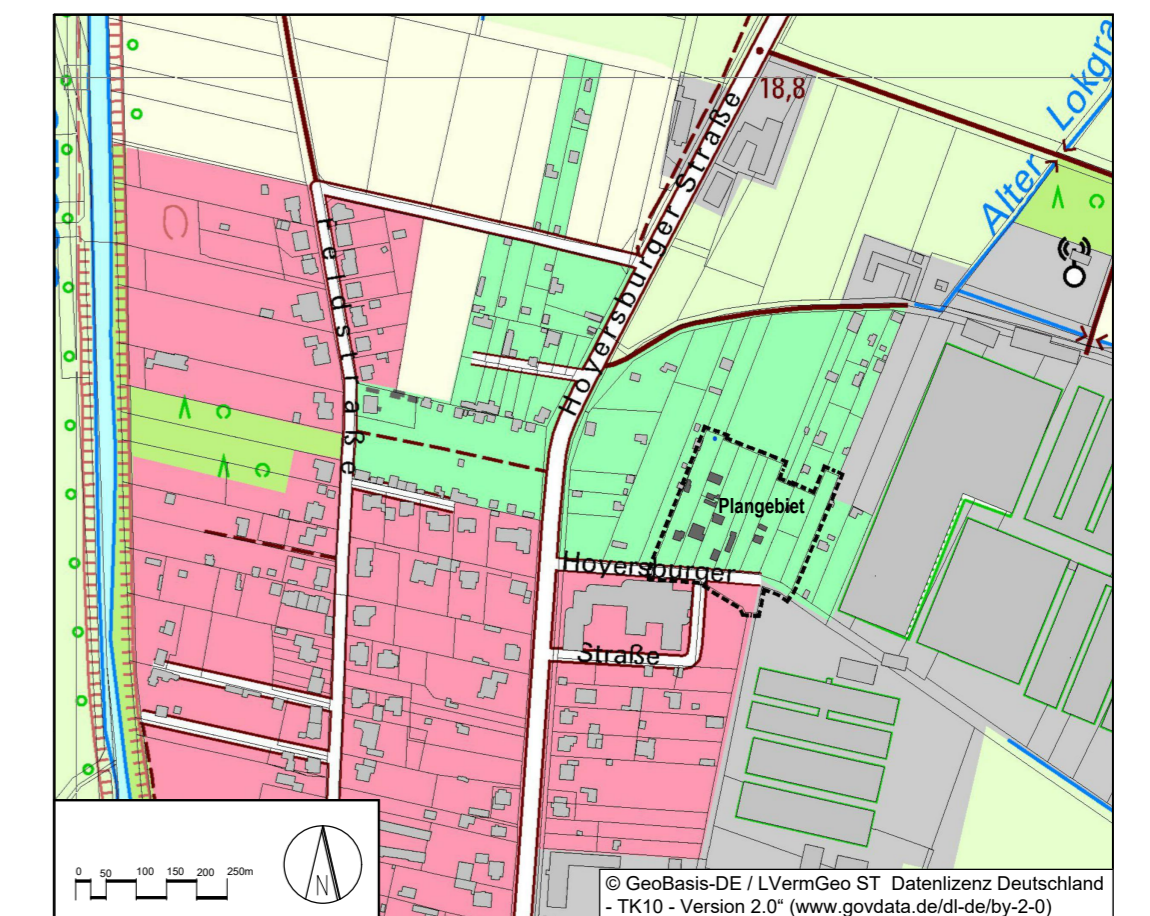 Lokgra
18,8
Alter
Hoyersburger Straße
Feldstraße
Plangebiet
Hoyersburger
Straße
0 50 100 150 200 250m
N
© GeoBasis-DE / LVermGeo ST Datenlizenz Deutschland
- TK10 - Version 2.0“ (www.govdata.de/dl-de/by-2-0)